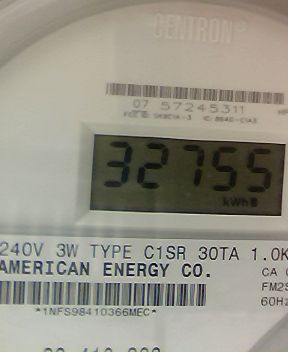 CENTRON®
07 57245311
32755
kWh
240V 3W TYPE C1SR 30TA 1.0K
AMERICAN ENERGY CO.
CA
FM2S
60Hz
*1NFS98410366MEC*